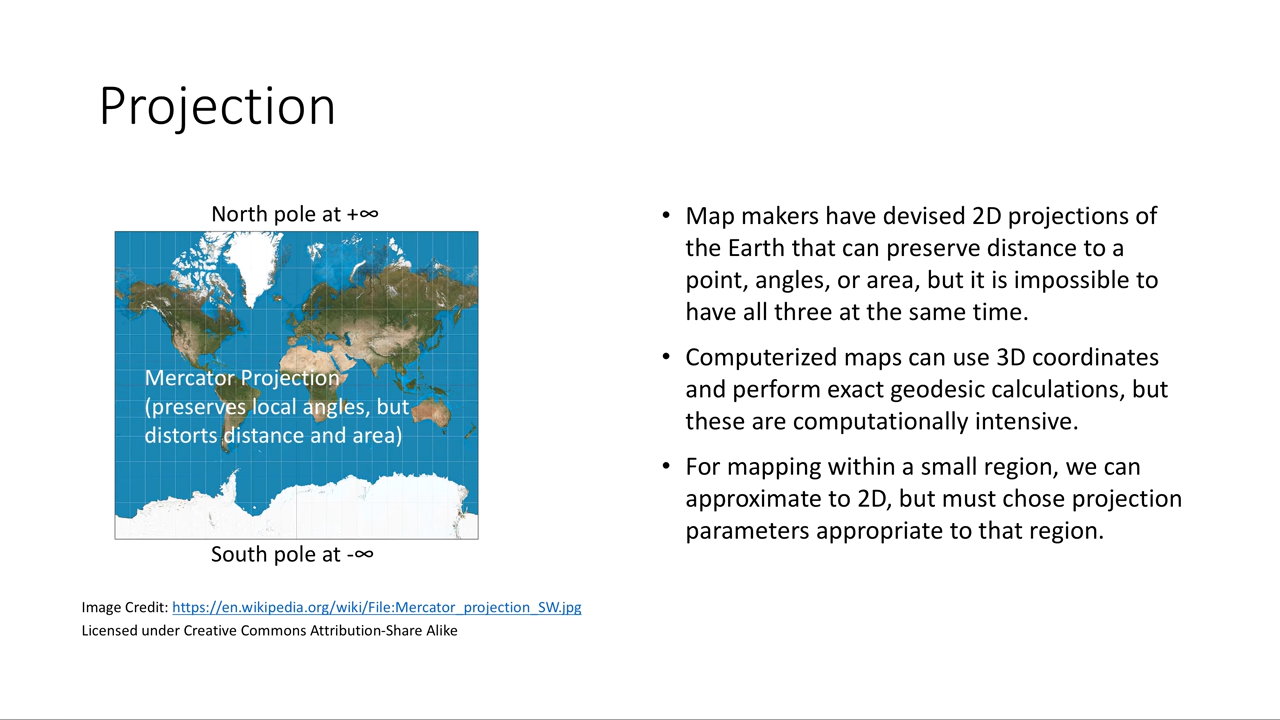 Projection
North pole at +∞
Mercator Projection
(preserves local angles, but
distorts distance and area)
South pole at -∞
Image Credit: https://en.wikipedia.org/wiki/File:Mercator_projection_SW.jpg
Licensed under Creative Commons Attribution-Share Alike
• Map makers have devised 2D projections of
the Earth that can preserve distance to a
point, angles, or area, but it is impossible to
have all three at the same time.
• Computerized maps can use 3D coordinates
and perform exact geodesic calculations, but
these are computationally intensive.
• For mapping within a small region, we can
approximate to 2D, but must chose projection
parameters appropriate to that region.